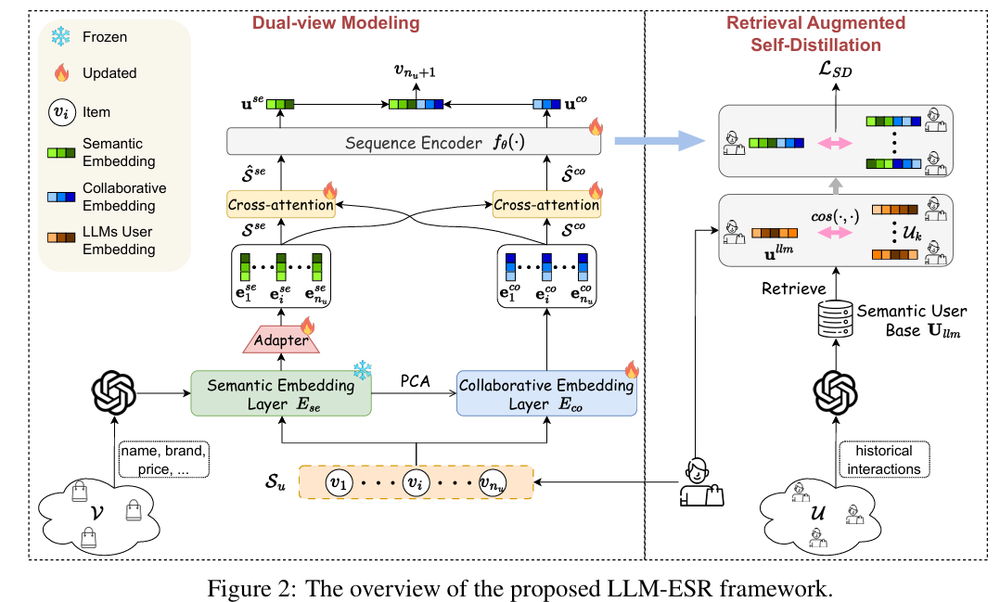 Dual-view Modeling
Retrieval Augmented
Self-Distillation
Frozen
Updated
v_i Item
Semantic
Embedding
Collaborative
Embedding
LLMs User
Embedding
v_{n_u+1}
u^{se}
u^{co}
Sequence Encoder f_θ(·)
Ŝ^{se}
Ŝ^{co}
Cross-attention
Cross-attention
S^{se}
S^{co}
e_1^{se} e_i^{se} e_{n_u}^{se}
e_1^{co} e_i^{co} e_{n_u}^{co}
Adapter
Semantic Embedding
Layer E_{se}
PCA
Collaborative Embedding
Layer E_{co}
name, brand,
price, ...
V
S_u
v_1 · · · v_i · · · v_{n_u}
L_{SD}
cos(·,·)
u^{llm}
U_k
Retrieve
Semantic User
Base U_{llm}
historical
interactions
U
Figure 2: The overview of the proposed LLM-ESR framework.